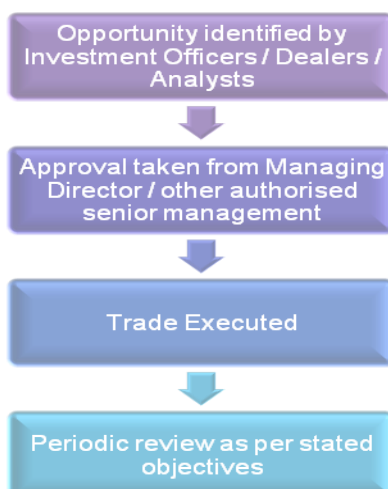 Opportunity identified by
Investment Officers / Dealers /
Analysts
Approval taken from Managing
Director / other authorised
senior management
Trade Executed
Periodic review as per stated
objectives